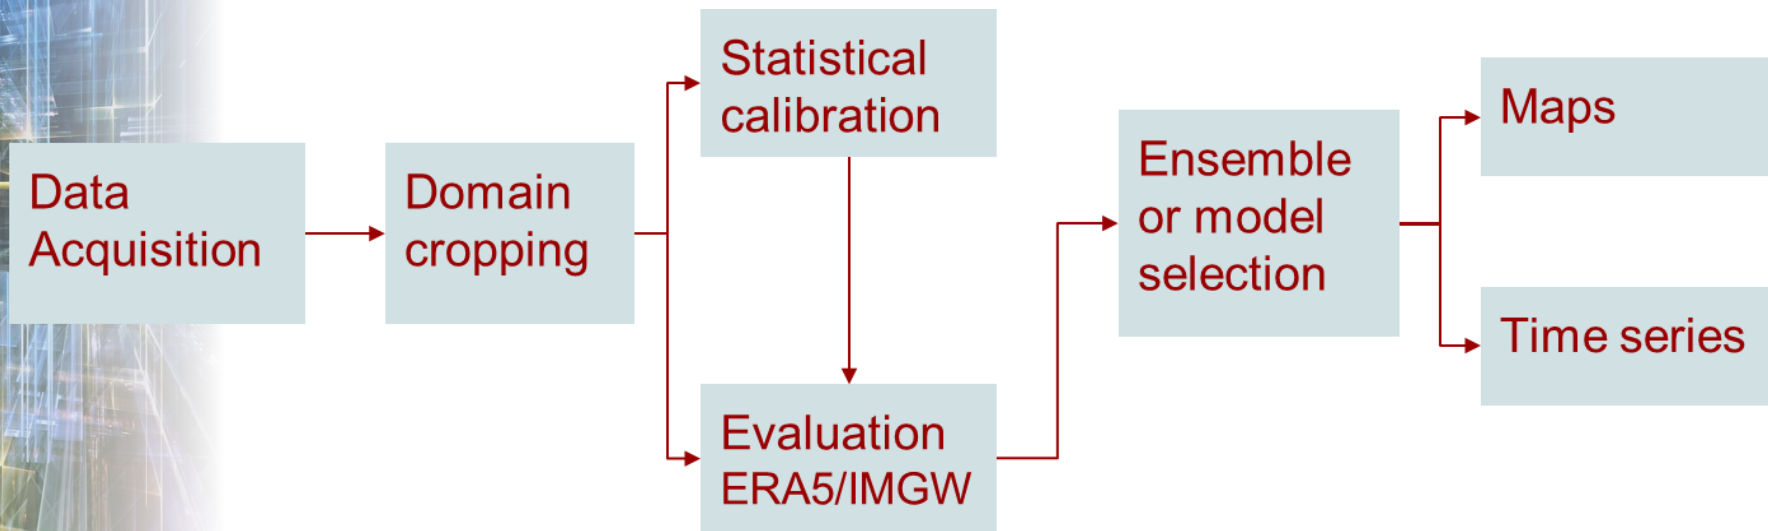 Data
Acquisition
Domain
cropping
Statistical
calibration
Evaluation
ERA5/IMGW
Ensemble
or model
selection
Maps
Time series